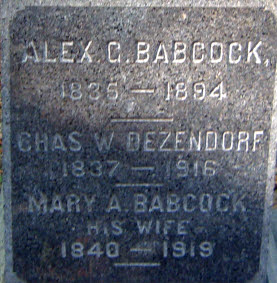 ALEX. G. BABCOCK.
1835 — 1894
CHAS. W. DEZENDORF
1837 — 1916
MARY A. BABCOCK
HIS WIFE
1840 — 1919